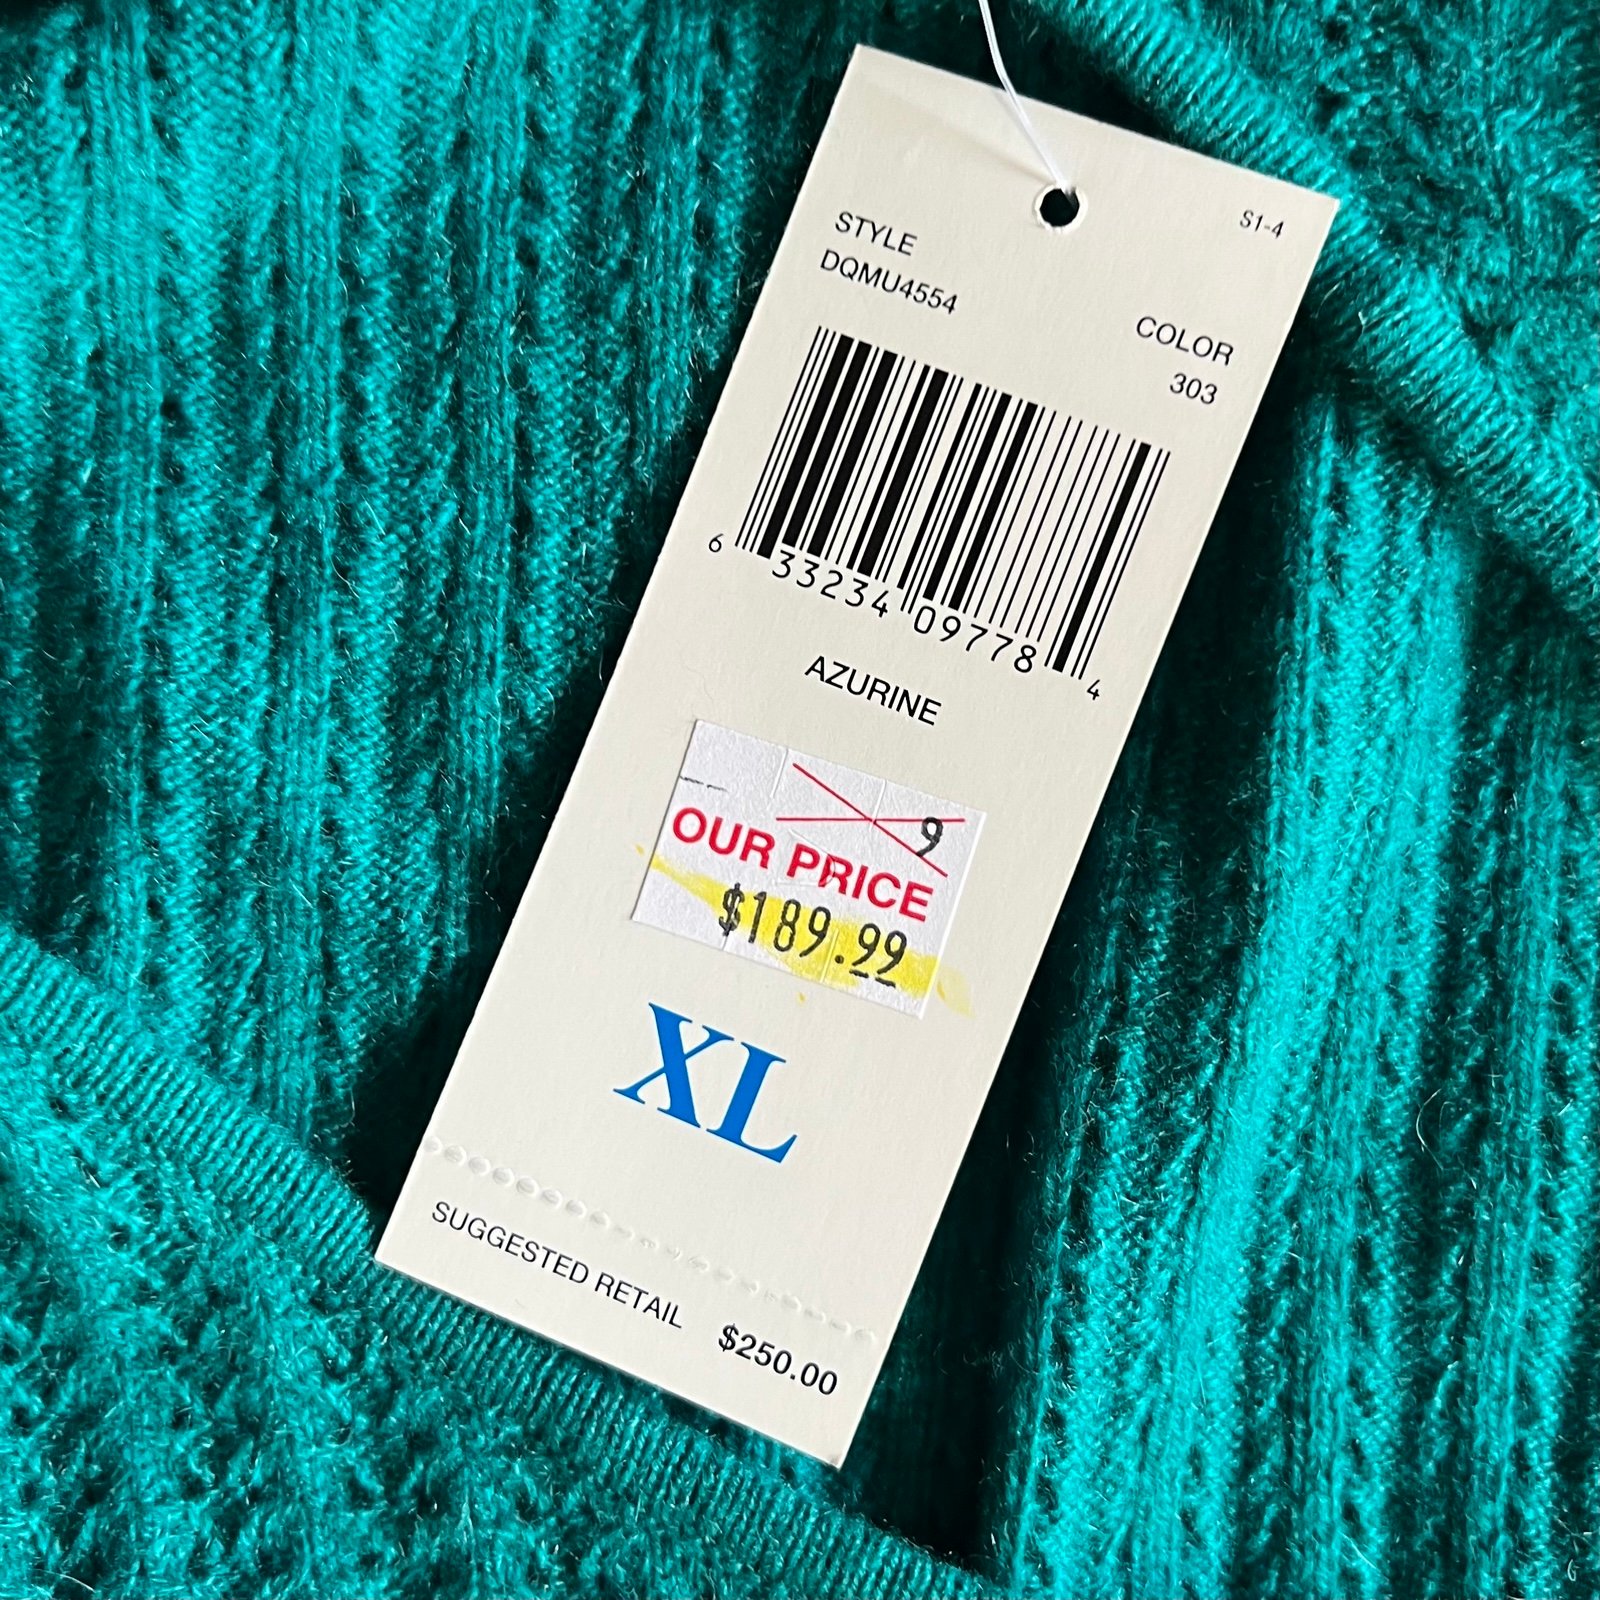 S1-4
STYLE
DQMU4554
COLOR
303
6 33234 09778 4
AZURINE
9
OUR PRICE
$189.99
XL
SUGGESTED RETAIL $250.00